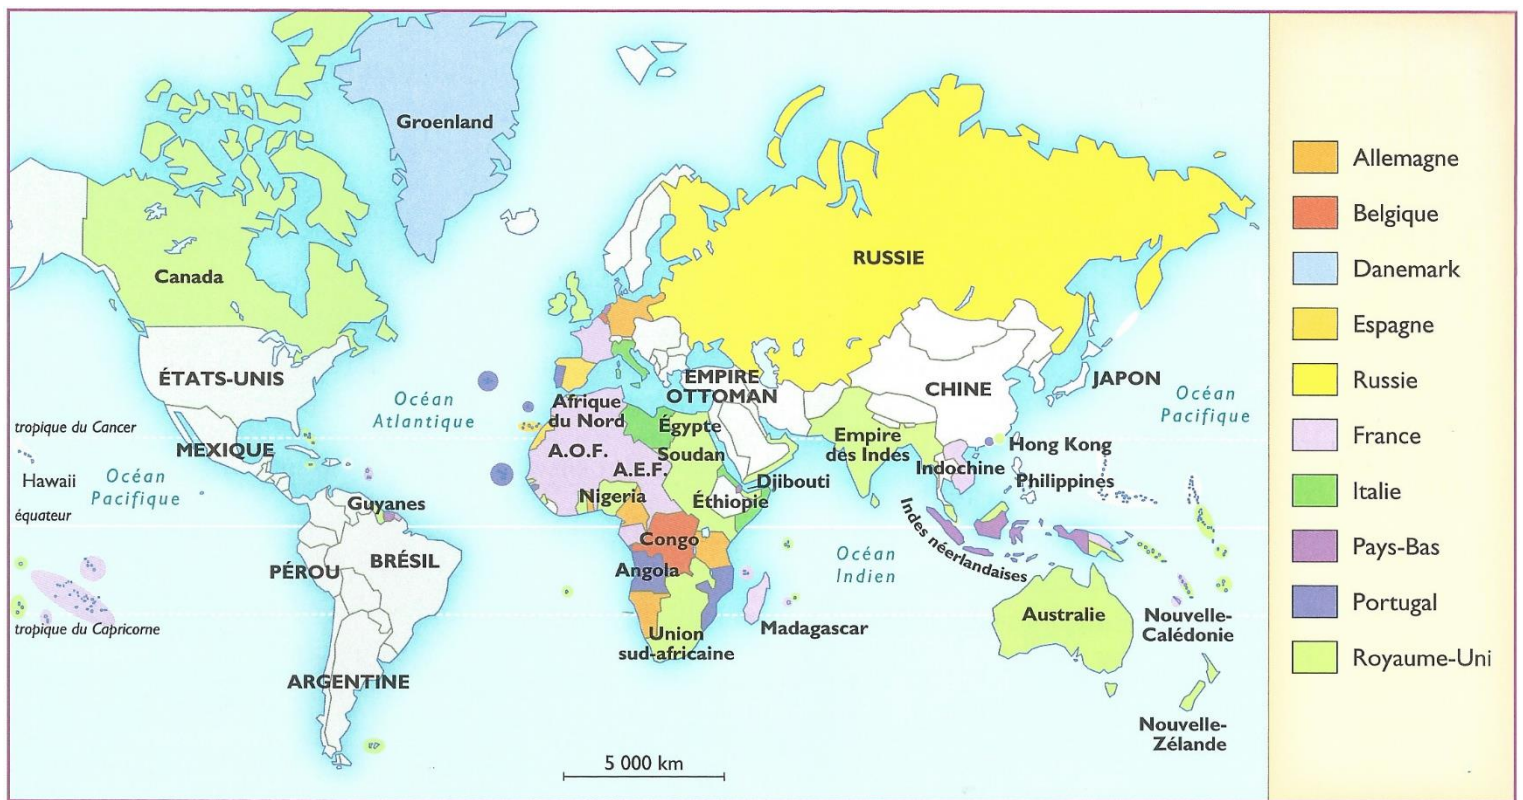 Groenland
Canada
RUSSIE
ÉTATS-UNIS
EMPIRE
OTTOMAN
CHINE
JAPON
Océan
Atlantique
Océan
Pacifique
Afrique
du Nord
Égypte
tropique du Cancer
MEXIQUE
A.O.F.
Soudan
Empire
des Indes
Hong Kong
A.E.F.
Indochine
Hawaii
Océan
Pacifique
Djibouti
Philippines
Guyanes
Nigeria
Éthiopie
équateur
Indes néerlandaises
Congo
Océan
Indien
PÉROU
BRÉSIL
Angola
tropique du Capricorne
Union
sud-africaine
Madagascar
Australie
Nouvelle-
Calédonie
ARGENTINE
Nouvelle-
Zélande
5 000 km
Allemagne
Belgique
Danemark
Espagne
Russie
France
Italie
Pays-Bas
Portugal
Royaume-Uni